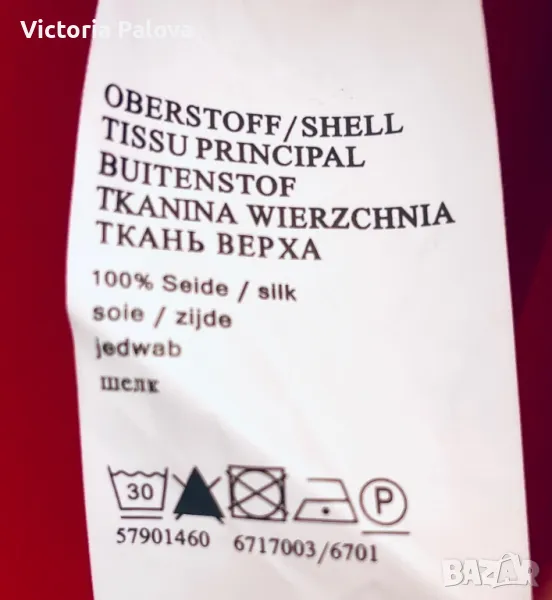 Victoria Palova
OBERSTOFF/SHELL
TISSU PRINCIPAL
BUITENSTOF
TKANINA WIERZCHNIA
ТКАНЬ ВЕРХА
100% Seide / silk
soie / zijde
jedwab
шелк
30 P
57901460 6717003/6701
BAZAR